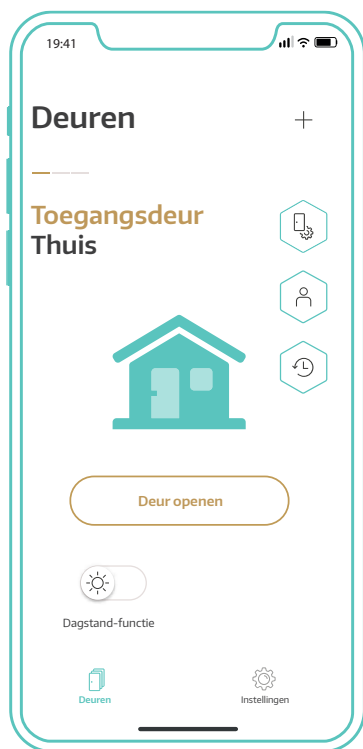 19:41
Deuren
Toegangsdeur
Thuis
Deur openen
Dagstand-functie
Deuren
Instellingen